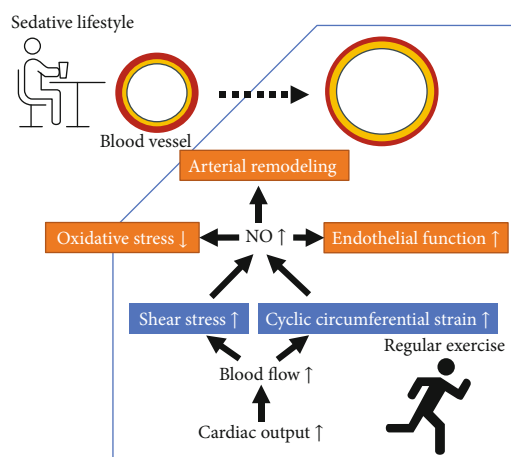 Sedative lifestyle
Blood vessel
Arterial remodeling
Oxidative stress ↓
NO ↑
Endothelial function ↑
Shear stress ↑
Cyclic circumferential strain ↑
Regular exercise
Blood flow ↑
Cardiac output ↑